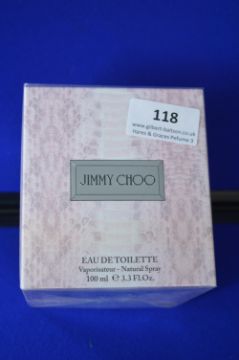 118
www.gilbert-baitson.co.uk
Hares & Graces Perfume 3
JIMMY CHOO
EAU DE TOILETTE
Vaporisateur - Natural Spray
100 ml ℮ 3.3 Fl.Oz.